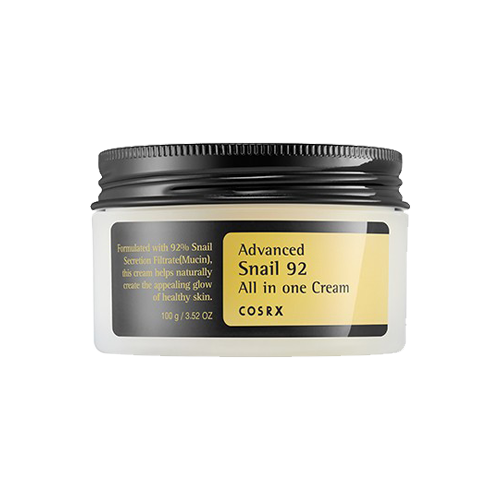 Formulated with 92% Snail
Secretion Filtrate(Mucin),
this cream helps naturally
create the appealing glow
of healthy skin.
100 g / 3.52 OZ
Advanced
Snail 92
All in one Cream
COSRX